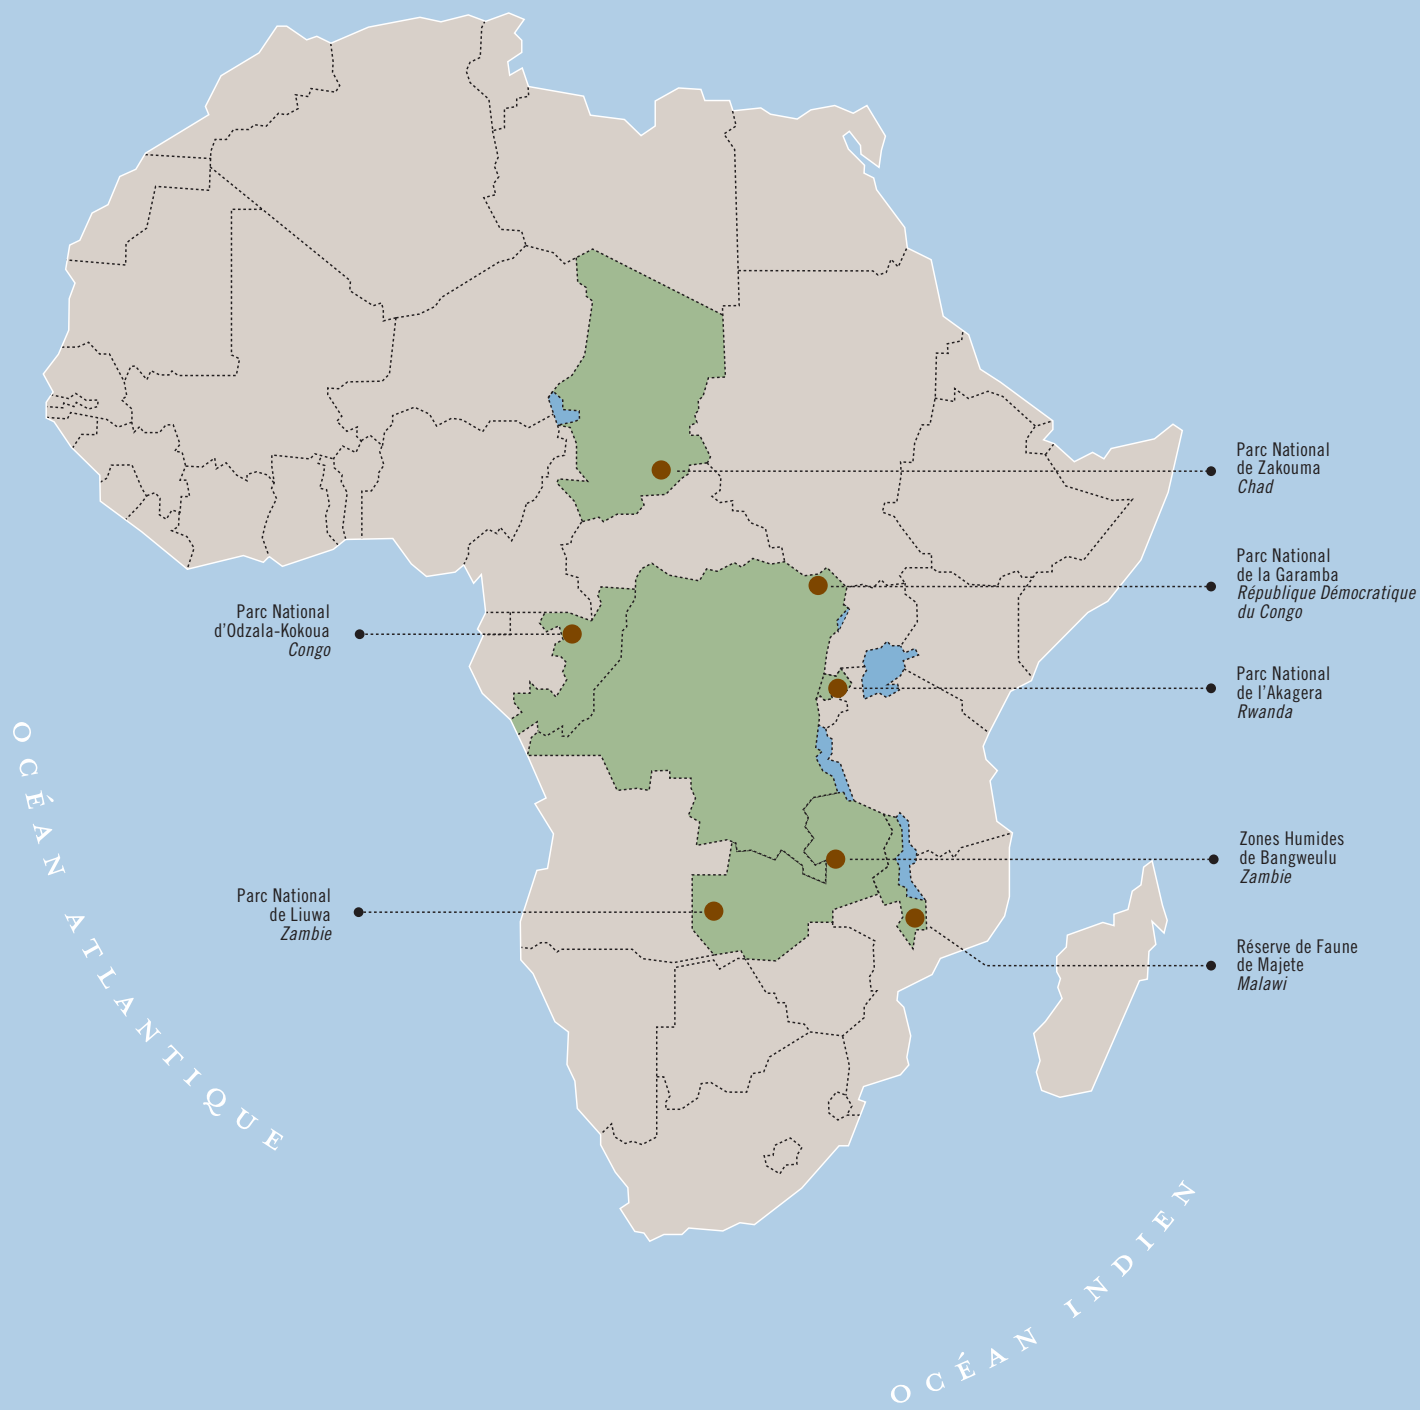 Parc National
de Zakouma
Chad
Parc National
de la Garamba
République Démocratique
du Congo
Parc National
d'Odzala-Kokoua
Congo
Parc National
de l'Akagera
Rwanda
Zones Humides
de Bangweulu
Zambie
Parc National
de Liuwa
Zambie
Réserve de Faune
de Majete
Malawi
OCÉAN ATLANTIQUE
OCÉAN INDIEN